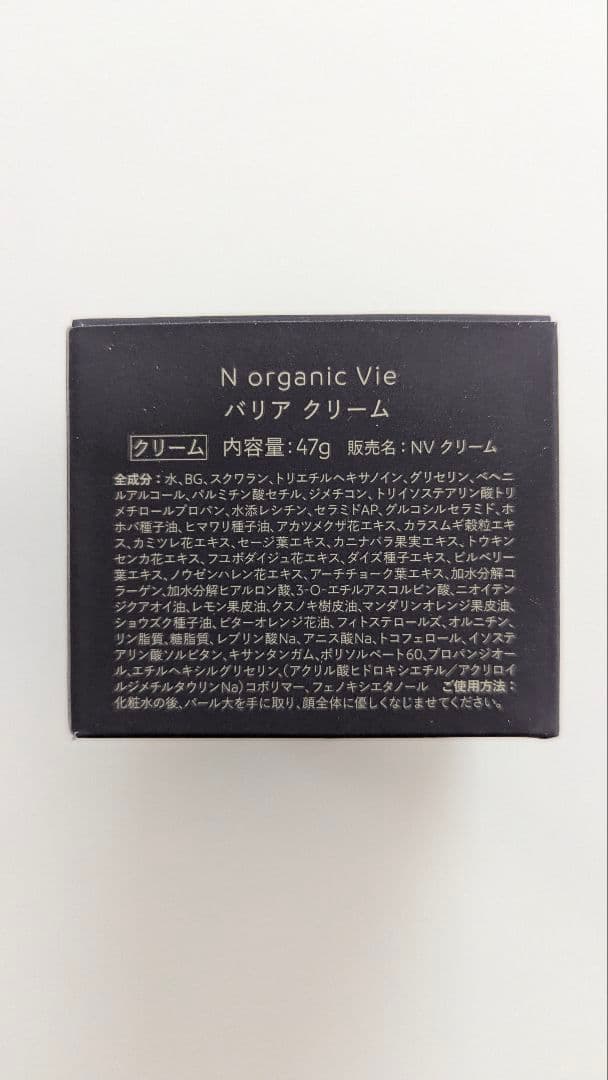 N organic Vie
バリア クリーム
クリーム 内容量:47g 販売名:NV クリーム
全成分:水、BG、スクワラン、トリエチルヘキサノイン、グリセリン、ベヘニ
ルアルコール、パルミチン酸セチル、ジメチコン、トリイソステアリン酸トリ
メチロールプロパン、水添レシチン、セラミドAP、グルコシルセラミド、ホ
ホバ種子油、ヒマワリ種子油、アカツメクサ花エキス、カラスムギ穀粒エキ
ス、カミツレ花エキス、セージ葉エキス、カニナバラ果実エキス、トウキン
センカ花エキス、フユボダイジュ花エキス、ダイズ種子エキス、ビルベリー
葉エキス、ノウゼンハレン花エキス、アーチチョーク葉エキス、加水分解コ
ラーゲン、加水分解ヒアルロン酸、3-O-エチルアスコルビン酸、ニオイテン
ジクアオイ油、レモン果皮油、クスノキ樹皮油、マンダリンオレンジ果皮油、
ショウズク種子油、ビターオレンジ花油、フィトステロールズ、オルニチン、
リン脂質、糖脂質、レブリン酸Na、アニス酸Na、トコフェロール、イソステ
アリン酸ソルビタン、キサンタンガム、ポリソルベート60、プロパンジオー
ル、エチルヘキシルグリセリン、(アクリル酸ヒドロキシエチル/アクリロイ
ルジメチルタウリンNa)コポリマー、フェノキシエタノール ご使用方法:
化粧水の後、パール大を手に取り、顔全体に優しくなじませてください。